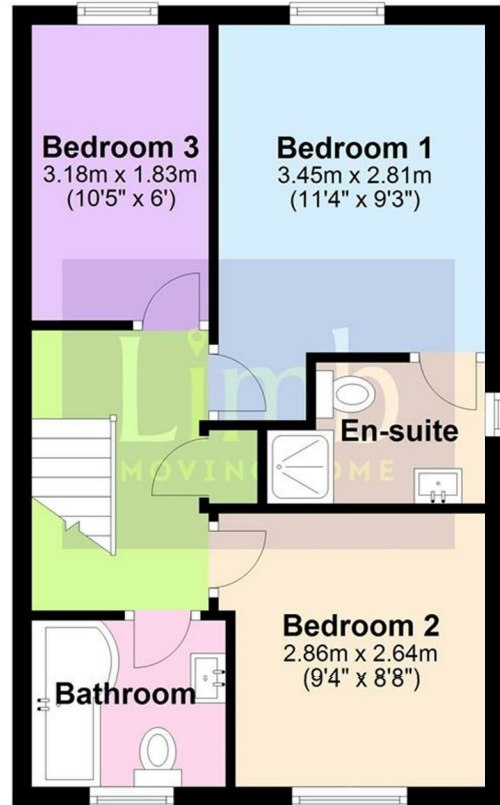 Bedroom 3
3.18m x 1.83m
(10'5" x 6')
Bedroom 1
3.45m x 2.81m
(11'4" x 9'3")
Limb
MOVING HOME
En-suite
Bedroom 2
2.86m x 2.64m
(9'4" x 8'8")
Bathroom